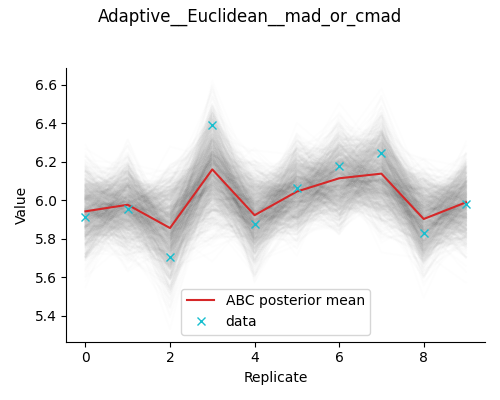 Adaptive__Euclidean__mad_or_cmad
6.6
6.4
6.2
6.0
5.8
5.6
5.4
Value
ABC posterior mean
data
0 2 4 6 8
Replicate